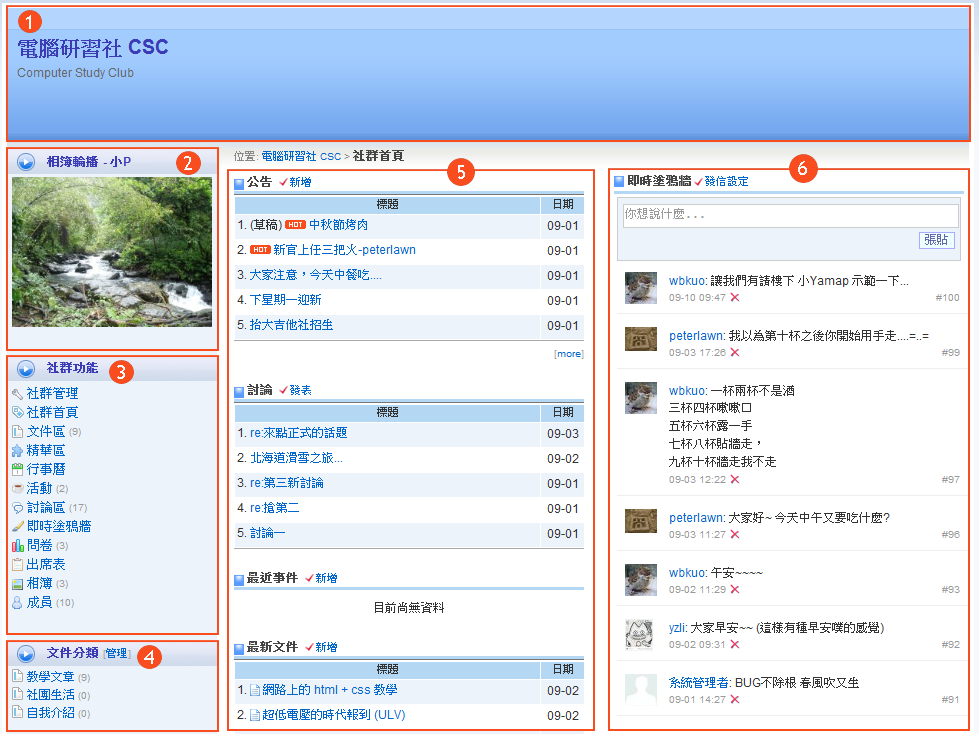 1
電腦研習社 CSC
Computer Study Club
相簿輪播 - 小P
2
社群功能
3
社群管理
社群首頁
文件區 (9)
精華區
行事曆
活動 (2)
討論區 (17)
即時塗鴉牆
問卷 (3)
出席表
相簿 (3)
成員 (10)
文件分類 [管理]
4
教學文章 (9)
社團生活 (0)
自我介紹 (0)
位置: 電腦研習社 CSC > 社群首頁
5
公告 新增
標題 日期
1. (草稿) HOT 中秋節烤肉 09-01
2. HOT 新官上任三把火-peterlawn 09-01
3. 大家注意，今天中餐吃.... 09-01
4. 下星期一迎新 09-01
5. 抬大吉他社招生 09-01
[more]
討論 發表
標題 日期
1. re:來點正式的話題 09-03
2. 北海道滑雪之旅... 09-02
3. re:第三新討論 09-01
4. re:搶第二 09-01
5. 討論一 09-01
最近事件 新增
目前尚無資料
最新文件 新增
標題 日期
1. 網路上的 html + css 教學 09-02
2. 超低電壓的時代報到 (ULV) 09-02
6
即時塗鴉牆 發信設定
你想說什麼...
張貼
wbkuo: 讓我們有請樓下 小Yamap 示範一下...
09-10 09:47 #100
peterlawn: 我以為第十杯之後你開始用手走....=..=
09-03 17:26 #99
wbkuo: 一杯兩杯不是酒
三杯四杯嗽嗽口
五杯六杯露一手
七杯八杯貼牆走，
九杯十杯牆走我不走
09-03 12:22 #97
peterlawn: 大家好~ 今天中午又要吃什麼?
09-03 11:27 #96
wbkuo: 午安~~~~
09-02 11:29 #93
yzli: 大家早安~~ (這樣有種早安噗的感覺)
09-02 09:31 #92
系統管理者: BUG不除根 春風吹又生
09-01 14:27 #91